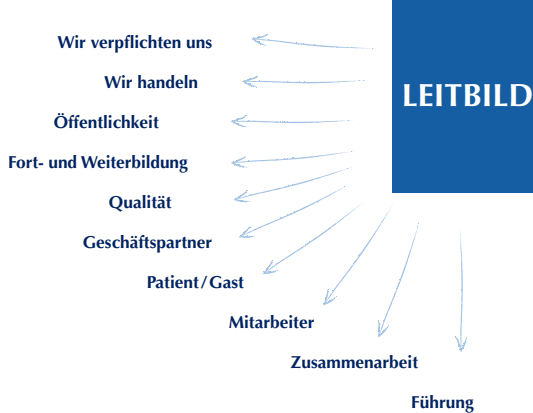 Wir verpflichten uns
Wir handeln
LEITBILD
Öffentlichkeit
Fort- und Weiterbildung
Qualität
Geschäftspartner
Patient/Gast
Mitarbeiter
Zusammenarbeit
Führung